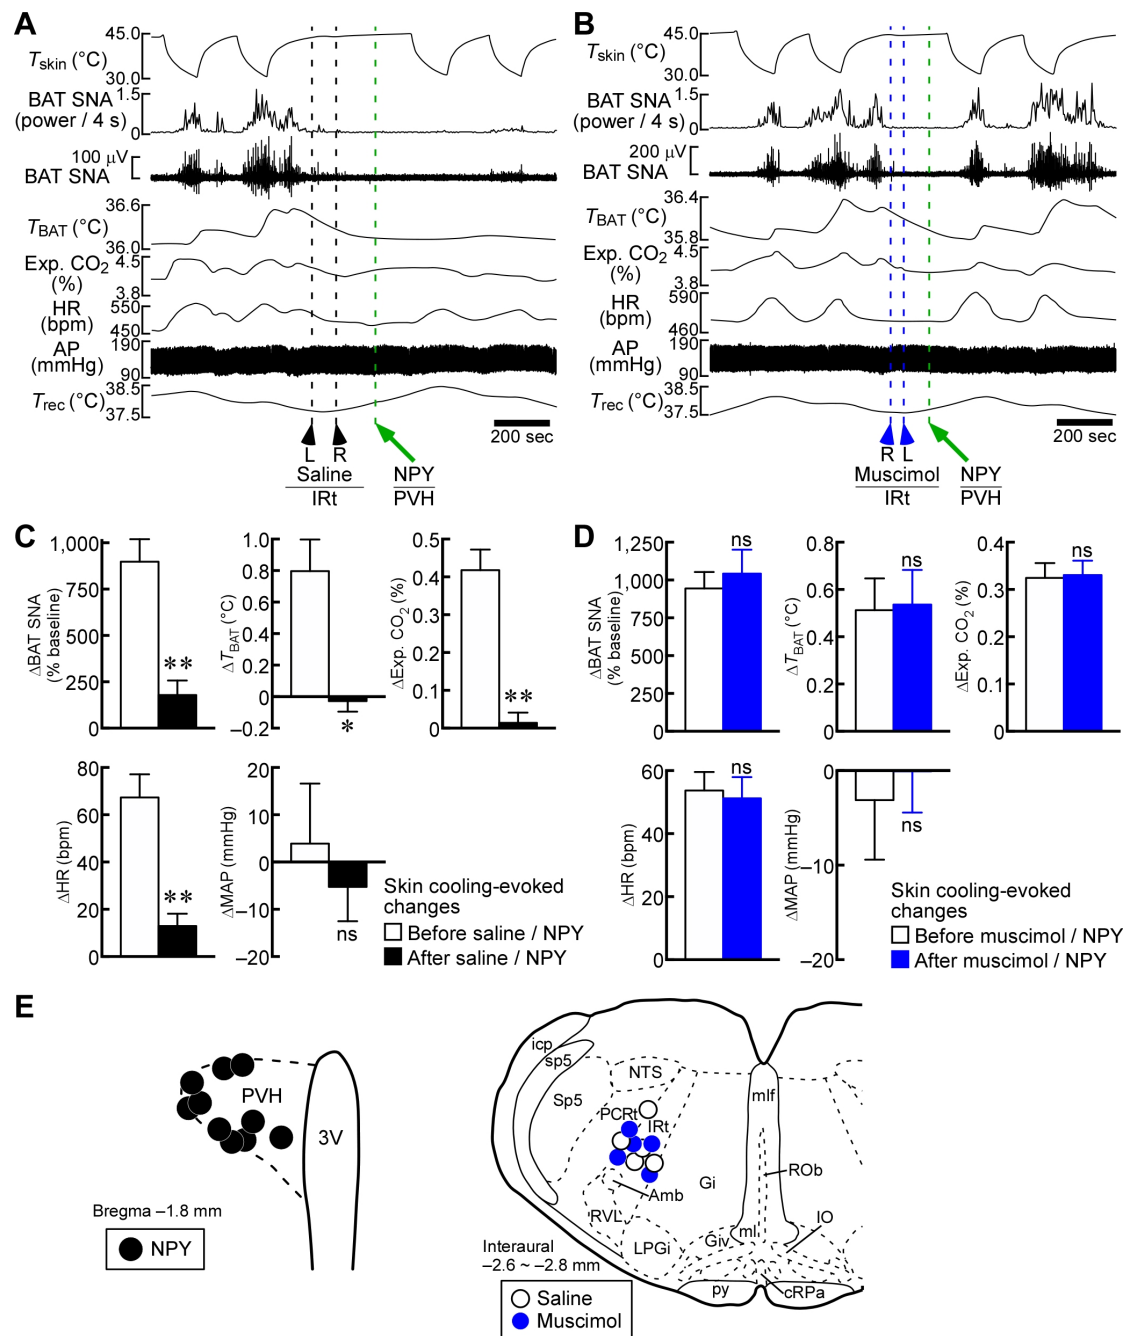 A
45.0
Tskin (°C)
30.0
BAT SNA
(power / 4 s)
1.5
0
100 μV
BAT SNA
36.6
TBAT (°C)
36.0
Exp. CO2
(%)
4.5
3.8
HR
(bpm)
550
450
AP
(mmHg)
190
90
Trec (°C)
38.5
37.5
200 sec
L R
Saline
IRt
NPY
PVH
B
45.0
Tskin (°C)
30.0
BAT SNA
(power / 4 s)
1.5
0
200 μV
BAT SNA
36.4
TBAT (°C)
35.8
Exp. CO2
(%)
4.5
3.8
HR
(bpm)
590
460
AP
(mmHg)
190
90
Trec (°C)
38.5
37.5
200 sec
R L
Muscimol
IRt
NPY
PVH
C
ΔBAT SNA
(% baseline)
1,000
750
500
250
0
**
ΔTBAT (°C)
1.0
0.8
0.6
0.4
0.2
0
–0.2
*
ΔExp. CO2 (%)
0.5
0.4
0.3
0.2
0.1
0
**
ΔHR (bpm)
80
60
40
20
0
**
ΔMAP (mmHg)
20
10
0
–10
–20
ns
Skin cooling-evoked
changes
Before saline / NPY
After saline / NPY
D
ΔBAT SNA
(% baseline)
1,250
1,000
750
500
250
0
ns
ΔTBAT (°C)
0.8
0.6
0.4
0.2
0
ns
ΔExp. CO2 (%)
0.4
0.3
0.2
0.1
0
ns
ΔHR (bpm)
60
40
20
0
ns
ΔMAP (mmHg)
0
–10
–20
ns
Skin cooling-evoked
changes
Before muscimol / NPY
After muscimol / NPY
E
PVH
3V
Bregma –1.8 mm
NPY
icp
sp5
Sp5
NTS
PCRt
IRt
mlf
Gi
ROb
Amb
RVL
LPGi
Giv
ml
IO
py
cRPa
Interaural
–2.6 ~ –2.8 mm
Saline
Muscimol